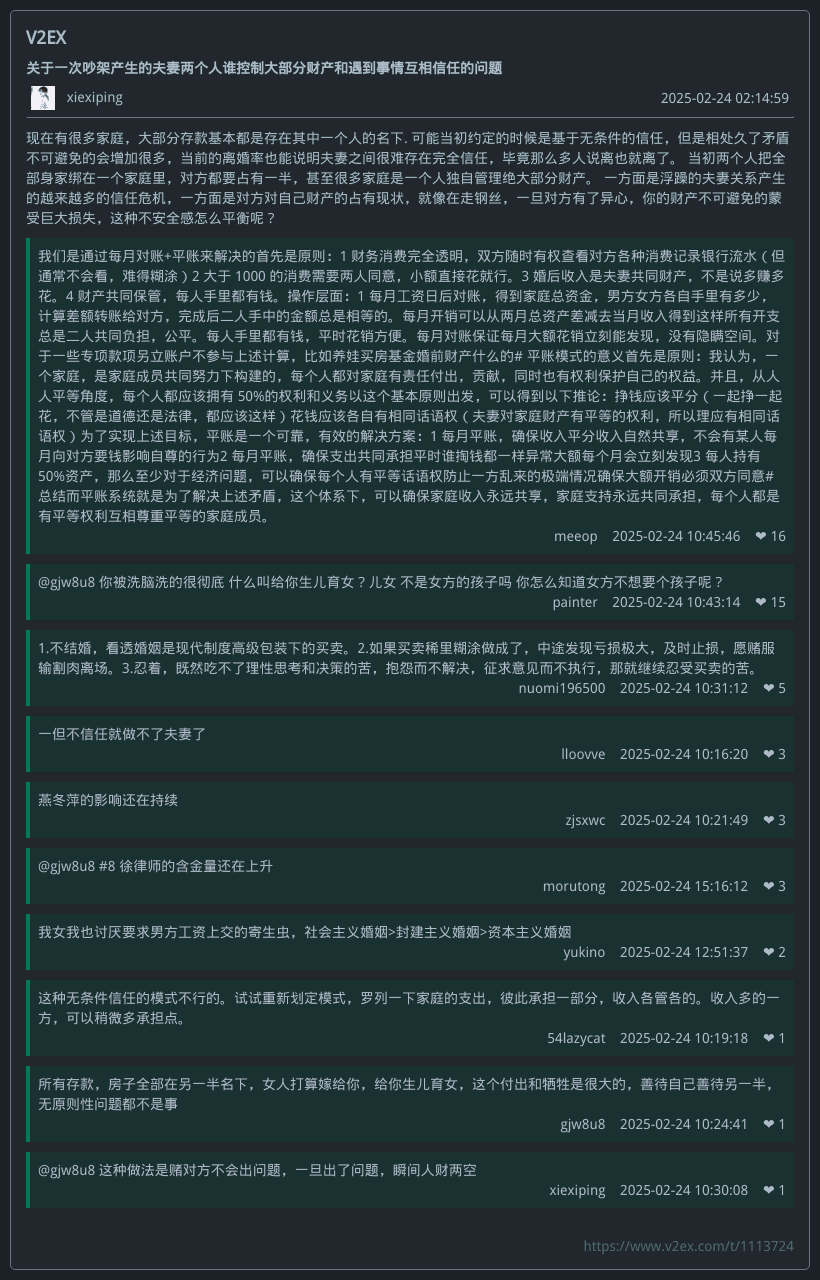 V2EX
关于一次吵架产生的夫妻两个人谁控制大部分财产和遇到事情互相信任的问题
xiexiping 2025-02-24 02:14:59
现在有很多家庭，大部分存款基本都是存在其中一个人的名下. 可能当初约定的时候是基于无条件的信任，但是相处久了矛盾
不可避免的会增加很多，当前的离婚率也能说明夫妻之间很难存在完全信任，毕竟那么多人说离也就离了。 当初两个人把全
部身家绑在一个家庭里，对方都要占有一半，甚至很多家庭是一个人独自管理绝大部分财产。 一方面是浮躁的夫妻关系产生
的越来越多的信任危机，一方面是对方对自己财产的占有现状，就像在走钢丝，一旦对方有了异心，你的财产不可避免的蒙
受巨大损失，这种不安全感怎么平衡呢？
我们是通过每月对账+平账来解决的首先是原则：1 财务消费完全透明，双方随时有权查看对方各种消费记录银行流水（但
通常不会看，难得糊涂）2 大于 1000 的消费需要两人同意，小额直接花就行。3 婚后收入是夫妻共同财产，不是说多赚多
花。4 财产共同保管，每人手里都有钱。操作层面：1 每月工资日后对账，得到家庭总资金，男方女方各自手里有多少，
计算差额转账给对方，完成后二人手中的金额总是相等的。每月开销可以从两月总资产差减去当月收入得到这样所有开支
总是二人共同负担，公平。每人手里都有钱，平时花销方便。每月对账保证每月大额花销立刻能发现，没有隐瞒空间。对
于一些专项款项另立账户不参与上述计算，比如养娃买房基金婚前财产什么的# 平账模式的意义首先是原则：我认为，一
个家庭，是家庭成员共同努力下构建的，每个人都对家庭有责任付出，贡献，同时也有权利保护自己的权益。并且，从人
人平等角度，每个人都应该拥有 50%的权利和义务以这个基本原则出发，可以得到以下推论：挣钱应该平分（一起挣一起
花，不管是道德还是法律，都应该这样）花钱应该各自有相同话语权（夫妻对家庭财产有平等的权利，所以理应有相同话
语权）为了实现上述目标，平账是一个可靠，有效的解决方案：1 每月平账，确保收入平分收入自然共享，不会有某人每
月向对方要钱影响自尊的行为2 每月平账，确保支出共同承担平时谁掏钱都一样异常大额每个月会立刻发现3 每人持有
50%资产，那么至少对于经济问题，可以确保每个人有平等话语权防止一方乱来的极端情况确保大额开销必须双方同意#
总结而平账系统就是为了解决上述矛盾，这个体系下，可以确保家庭收入永远共享，家庭支持永远共同承担，每个人都是
有平等权利互相尊重平等的家庭成员。
meeop 2025-02-24 10:45:46 ❤ 16
@gjw8u8 你被洗脑洗的很彻底 什么叫给你生儿育女？儿女 不是女方的孩子吗 你怎么知道女方不想要个孩子呢？
painter 2025-02-24 10:43:14 ❤ 15
1.不结婚，看透婚姻是现代制度高级包装下的买卖。2.如果买卖稀里糊涂做成了，中途发现亏损极大，及时止损，愿赌服
输割肉离场。3.忍着，既然吃不了理性思考和决策的苦，抱怨而不解决，征求意见而不执行，那就继续忍受买卖的苦。
nuomi196500 2025-02-24 10:31:12 ❤ 5
一但不信任就做不了夫妻了
lloovve 2025-02-24 10:16:20 ❤ 3
燕冬萍的影响还在持续
zjsxwc 2025-02-24 10:21:49 ❤ 3
@gjw8u8 #8 徐律师的含金量还在上升
morutong 2025-02-24 15:16:12 ❤ 3
我女我也讨厌要求男方工资上交的寄生虫，社会主义婚姻>封建主义婚姻>资本主义婚姻
yukino 2025-02-24 12:51:37 ❤ 2
这种无条件信任的模式不行的。试试重新划定模式，罗列一下家庭的支出，彼此承担一部分，收入各管各的。收入多的一
方，可以稍微多承担点。
54lazycat 2025-02-24 10:19:18 ❤ 1
所有存款，房子全部在另一半名下，女人打算嫁给你，给你生儿育女，这个付出和牺牲是很大的，善待自己善待另一半，
无原则性问题都不是事
gjw8u8 2025-02-24 10:24:41 ❤ 1
@gjw8u8 这种做法是赌对方不会出问题，一旦出了问题，瞬间人财两空
xiexiping 2025-02-24 10:30:08 ❤ 1
https://www.v2ex.com/t/1113724